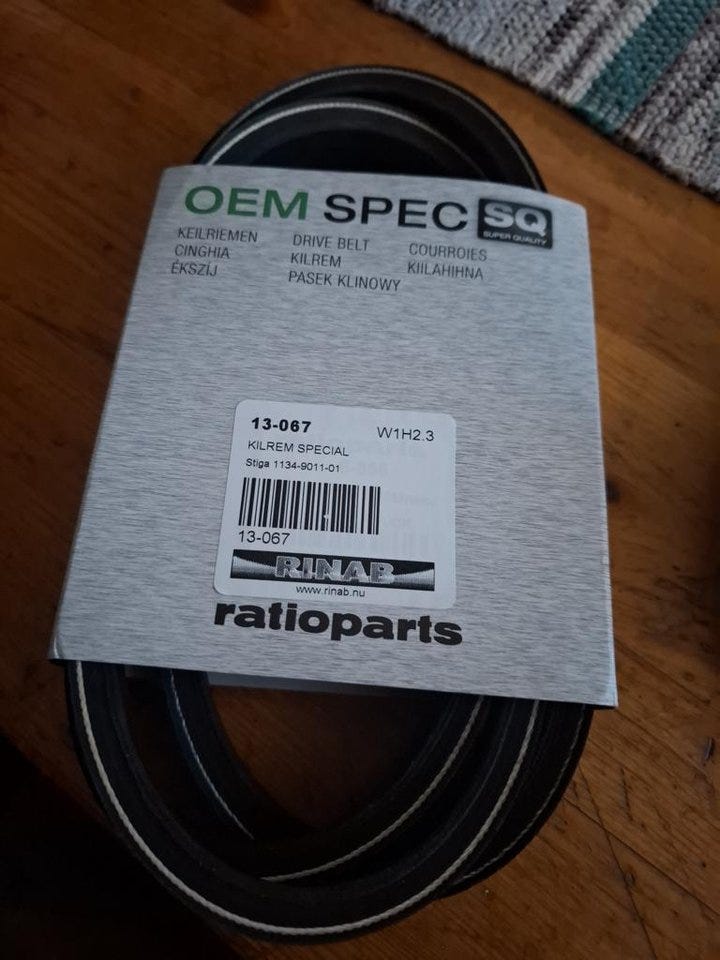 OEM SPEC SQ
SUPER QUALITY
KEILRIEMEN DRIVE BELT COURROIES
CINGHIA KILREM KIILAHIHNA
ÉKSZÍJ PASEK KLINOWY
13-067 W1H2.3
KILREM SPECIAL
Stiga 1134-9011-01
13-067
RINAB
www.rinab.nu
ratioparts